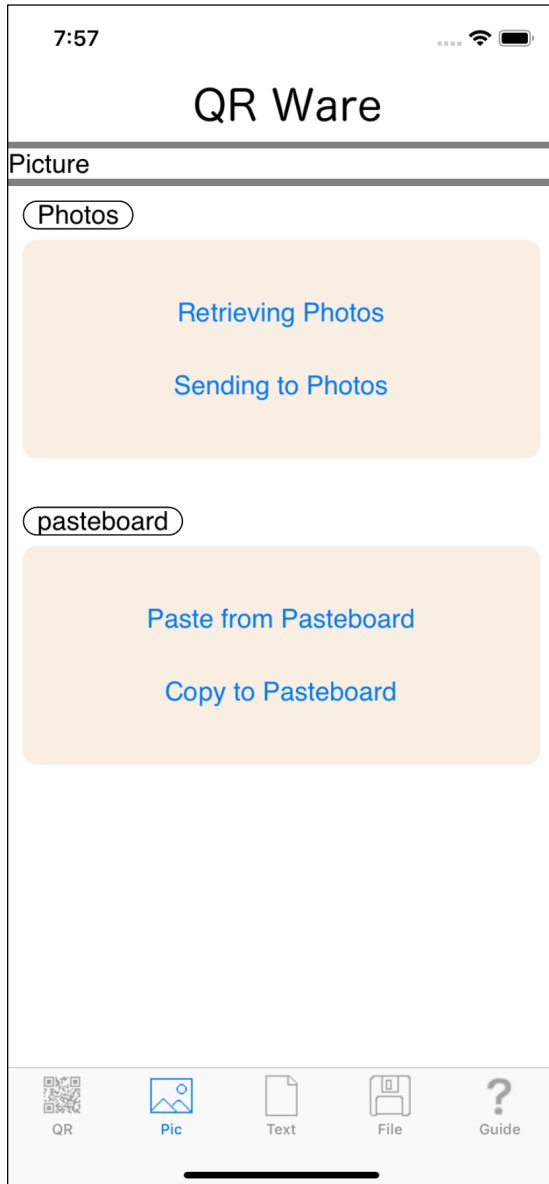 7:57
QR Ware
Picture
Photos
Retrieving Photos
Sending to Photos
pasteboard
Paste from Pasteboard
Copy to Pasteboard
QR
Pic
Text
File
Guide